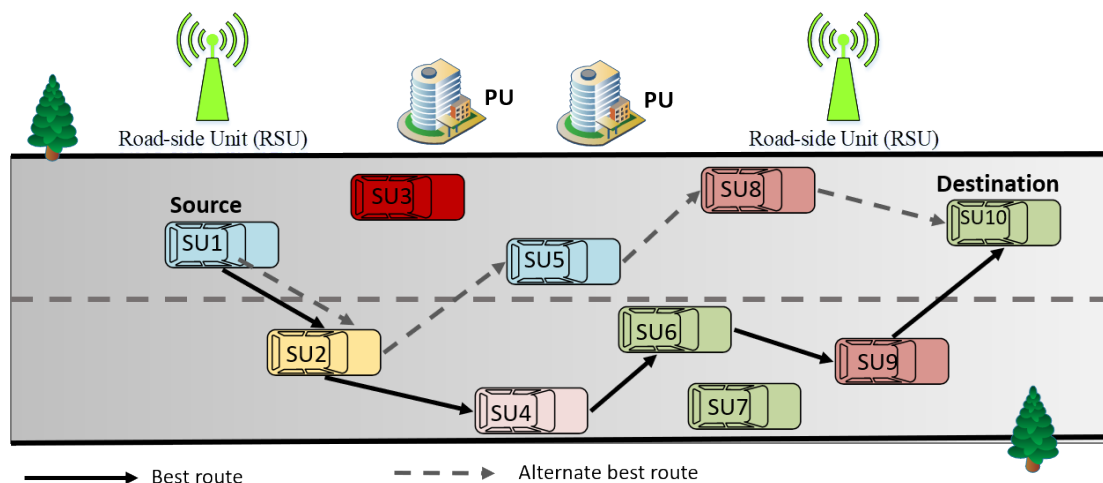 PU
PU
Road-side Unit (RSU)
Road-side Unit (RSU)
SU3
SU8
Destination
Source
SU10
SU1
SU5
SU6
SU2
SU9
SU4
SU7
Best route
Alternate best route